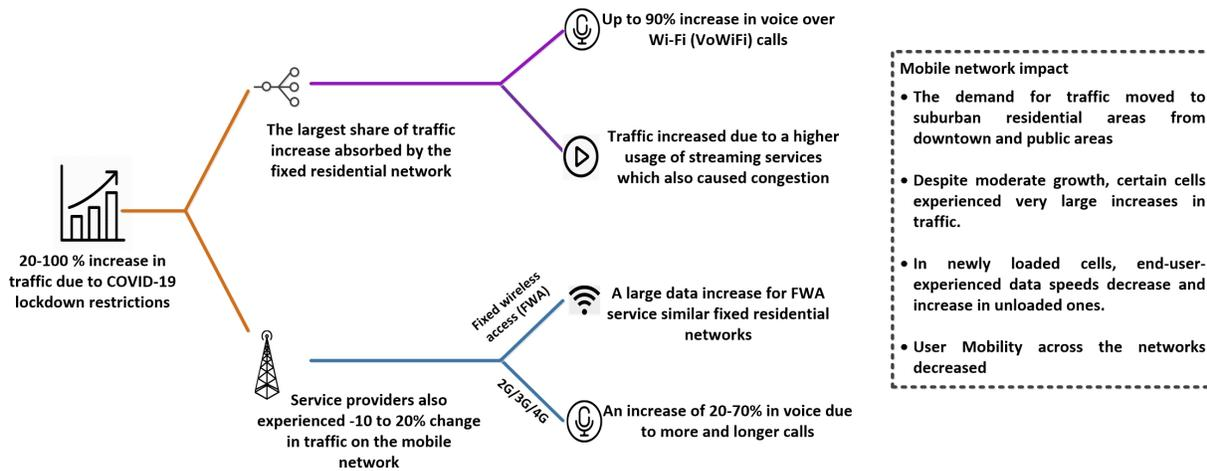 Up to 90% increase in voice over
Wi-Fi (VoWiFi) calls
The largest share of traffic
increase absorbed by the
fixed residential network
Traffic increased due to a higher
usage of streaming services
which also caused congestion
20-100 % increase in
traffic due to COVID-19
lockdown restrictions
Fixed wireless
access (FWA)
A large data increase for FWA
service similar fixed residential
networks
2G/3G/4G
Service providers also
experienced -10 to 20% change
in traffic on the mobile
network
An increase of 20-70% in voice due
to more and longer calls
Mobile network impact
• The demand for traffic moved to
suburban residential areas from
downtown and public areas
• Despite moderate growth, certain cells
experienced very large increases in
traffic.
• In newly loaded cells, end-user-
experienced data speeds decrease and
increase in unloaded ones.
• User Mobility across the networks
decreased